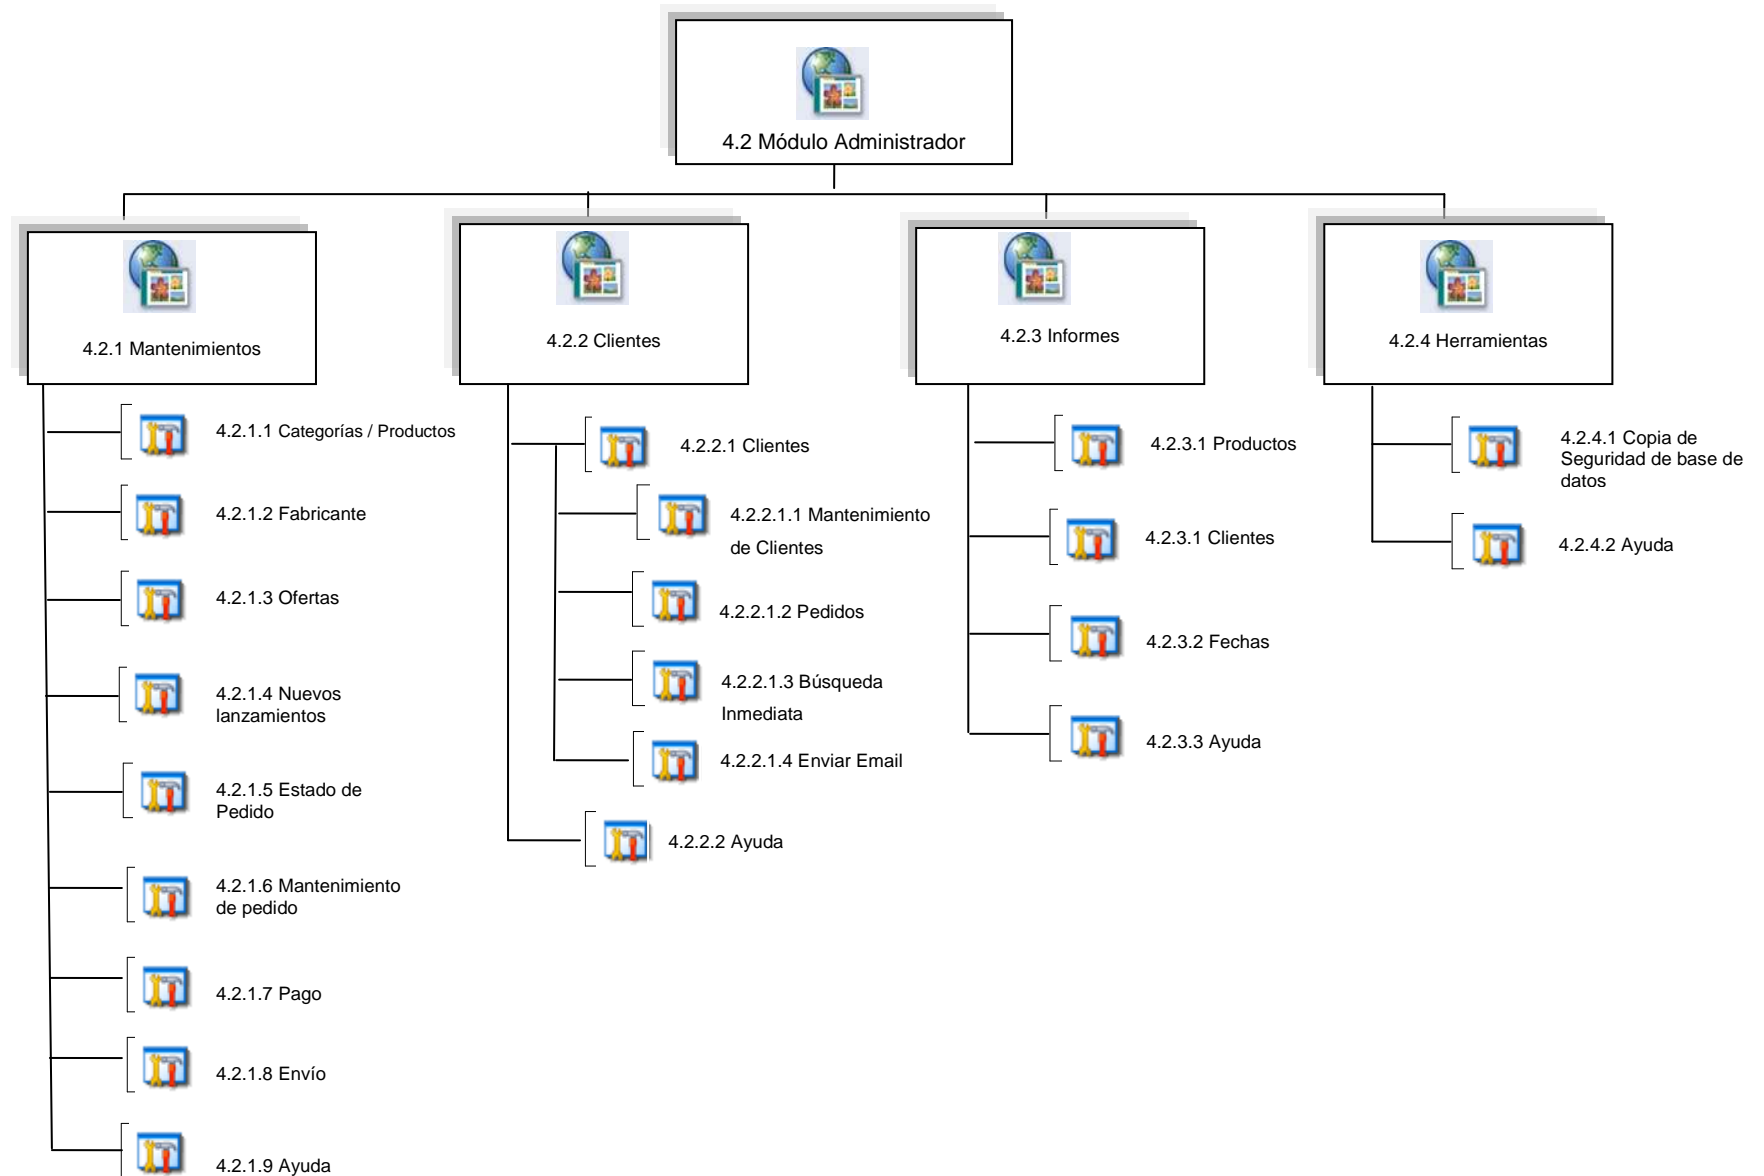 4.2 Módulo Administrador
4.2.1 Mantenimientos
4.2.1.1 Categorías / Productos
4.2.1.2 Fabricante
4.2.1.3 Ofertas
4.2.1.4 Nuevos
lanzamientos
4.2.1.5 Estado de
Pedido
4.2.1.6 Mantenimiento
de pedido
4.2.1.7 Pago
4.2.1.8 Envío
4.2.1.9 Ayuda
4.2.2 Clientes
4.2.2.1 Clientes
4.2.2.1.1 Mantenimiento
de Clientes
4.2.2.1.2 Pedidos
4.2.2.1.3 Búsqueda
Inmediata
4.2.2.1.4 Enviar Email
4.2.2.2 Ayuda
4.2.3 Informes
4.2.3.1 Productos
4.2.3.1 Clientes
4.2.3.2 Fechas
4.2.3.3 Ayuda
4.2.4 Herramientas
4.2.4.1 Copia de
Seguridad de base de
datos
4.2.4.2 Ayuda